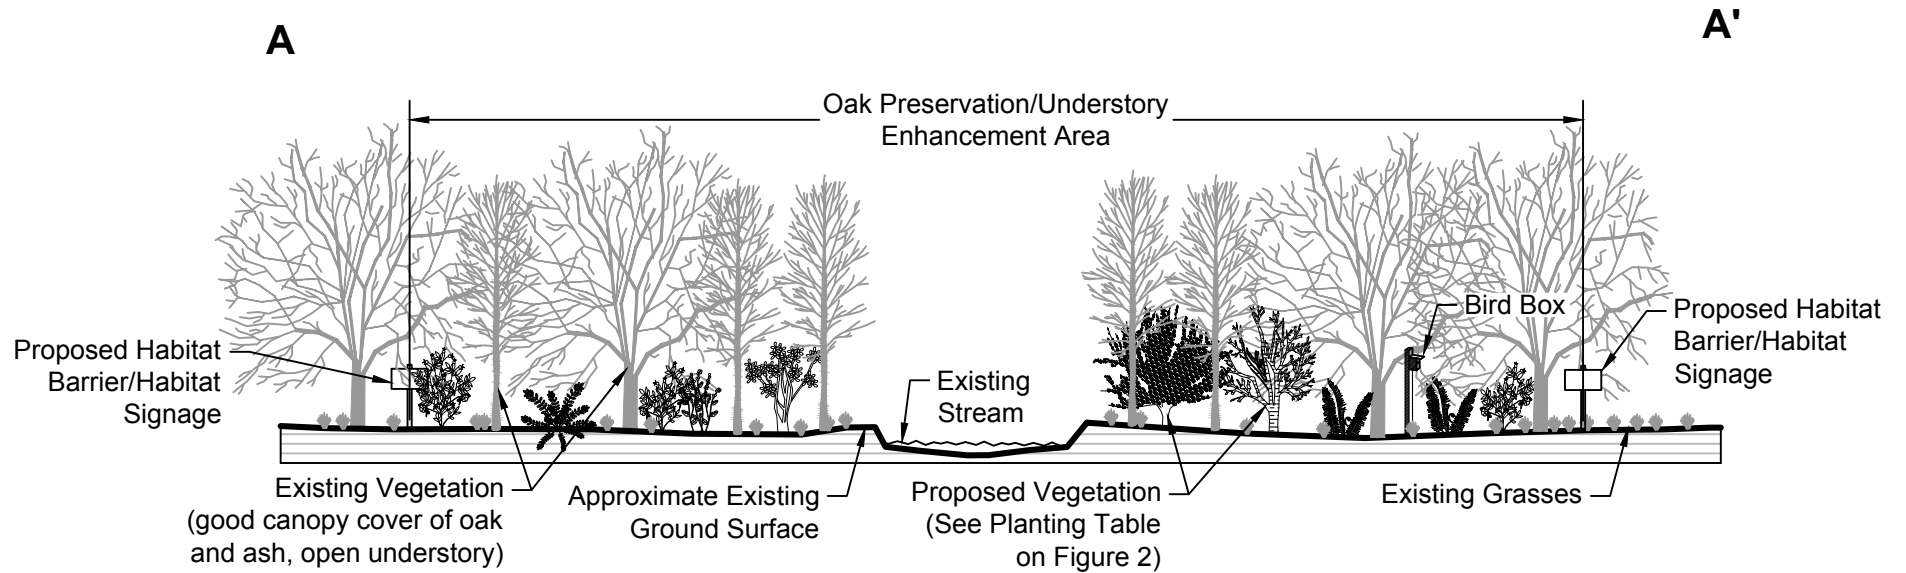 A
A'
Oak Preservation/Understory
Enhancement Area
Bird Box
Proposed Habitat
Barrier/Habitat
Signage
Proposed Habitat
Barrier/Habitat
Signage
Existing
Stream
Existing Vegetation
(good canopy cover of oak
and ash, open understory)
Approximate Existing
Ground Surface
Proposed Vegetation
(See Planting Table
on Figure 2)
Existing Grasses